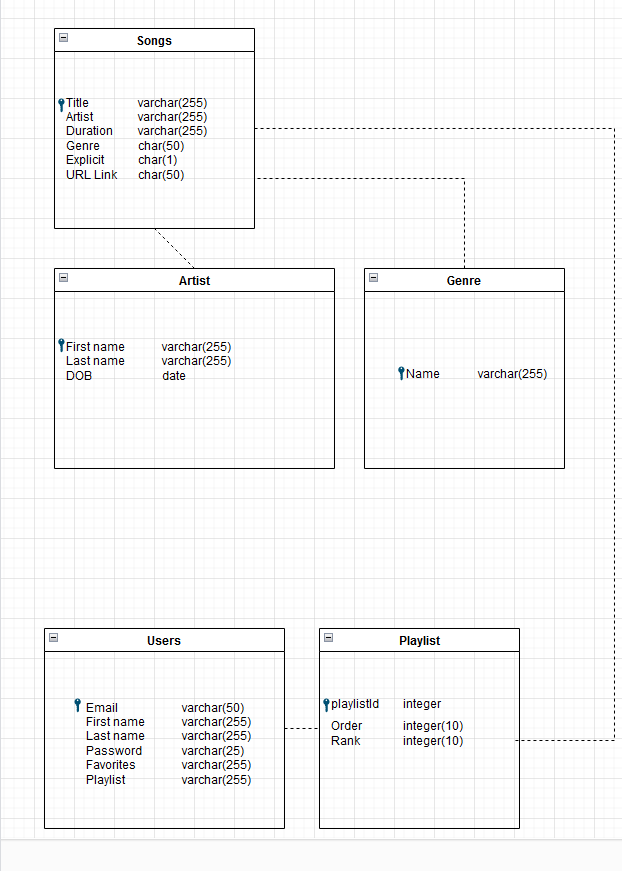 Songs
Title varchar(255)
Artist varchar(255)
Duration varchar(255)
Genre char(50)
Explicit char(1)
URL Link char(50)
Artist
First name varchar(255)
Last name varchar(255)
DOB date
Genre
Name varchar(255)
Users
Email varchar(50)
First name varchar(255)
Last name varchar(255)
Password varchar(25)
Favorites varchar(255)
Playlist varchar(255)
Playlist
playlistId integer
Order integer(10)
Rank integer(10)